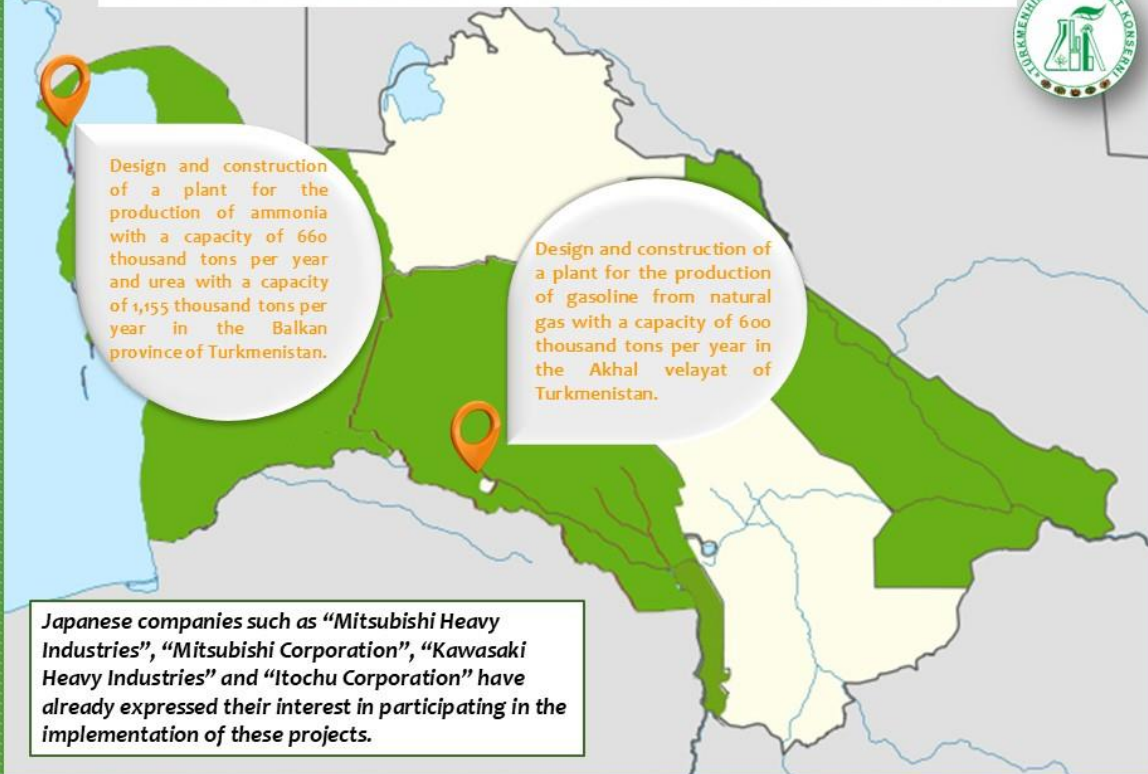 Design and construction
of a plant for the
production of ammonia
with a capacity of 660
thousand tons per year
and urea with a capacity
of 1,155 thousand tons per
year in the Balkan
province of Turkmenistan.
Design and construction of
a plant for the production
of gasoline from natural
gas with a capacity of 600
thousand tons per year in
the Akhal velayat of
Turkmenistan.
Japanese companies such as “Mitsubishi Heavy
Industries”, “Mitsubishi Corporation”, “Kawasaki
Heavy Industries” and “Itochu Corporation” have
already expressed their interest in participating in the
implementation of these projects.